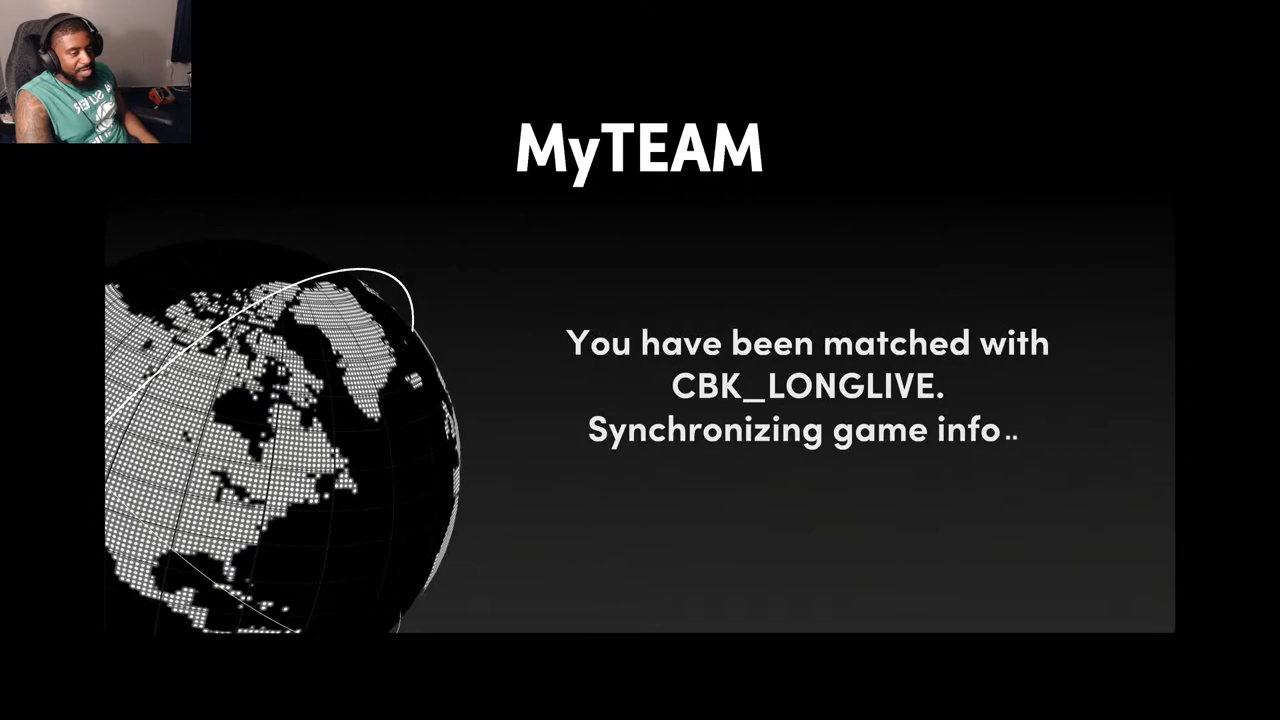 MyTEAM
You have been matched with
CBK_LONGLIVE.
Synchronizing game info..